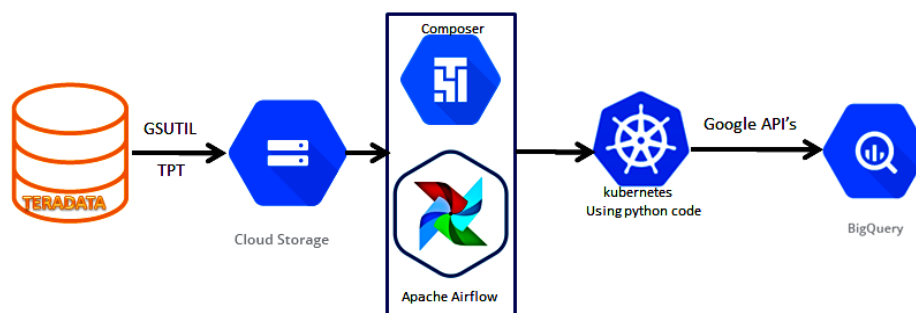 Composer
GSUTIL
TPT
TERADATA
Cloud Storage
Apache Airflow
kubernetes
Using python code
Google API's
BigQuery